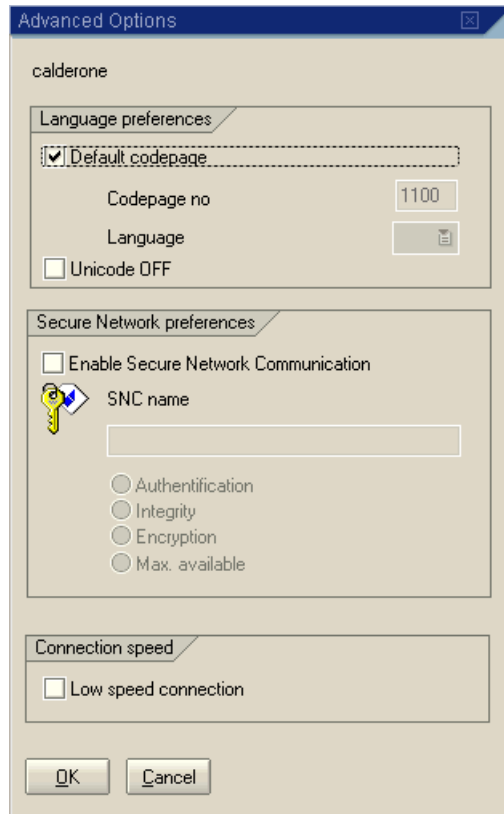 Advanced Options
calderone
Language preferences
Default codepage
Codepage no 1100
Language
Unicode OFF
Secure Network preferences
Enable Secure Network Communication
SNC name
Authentification
Integrity
Encryption
Max. available
Connection speed
Low speed connection
OK Cancel